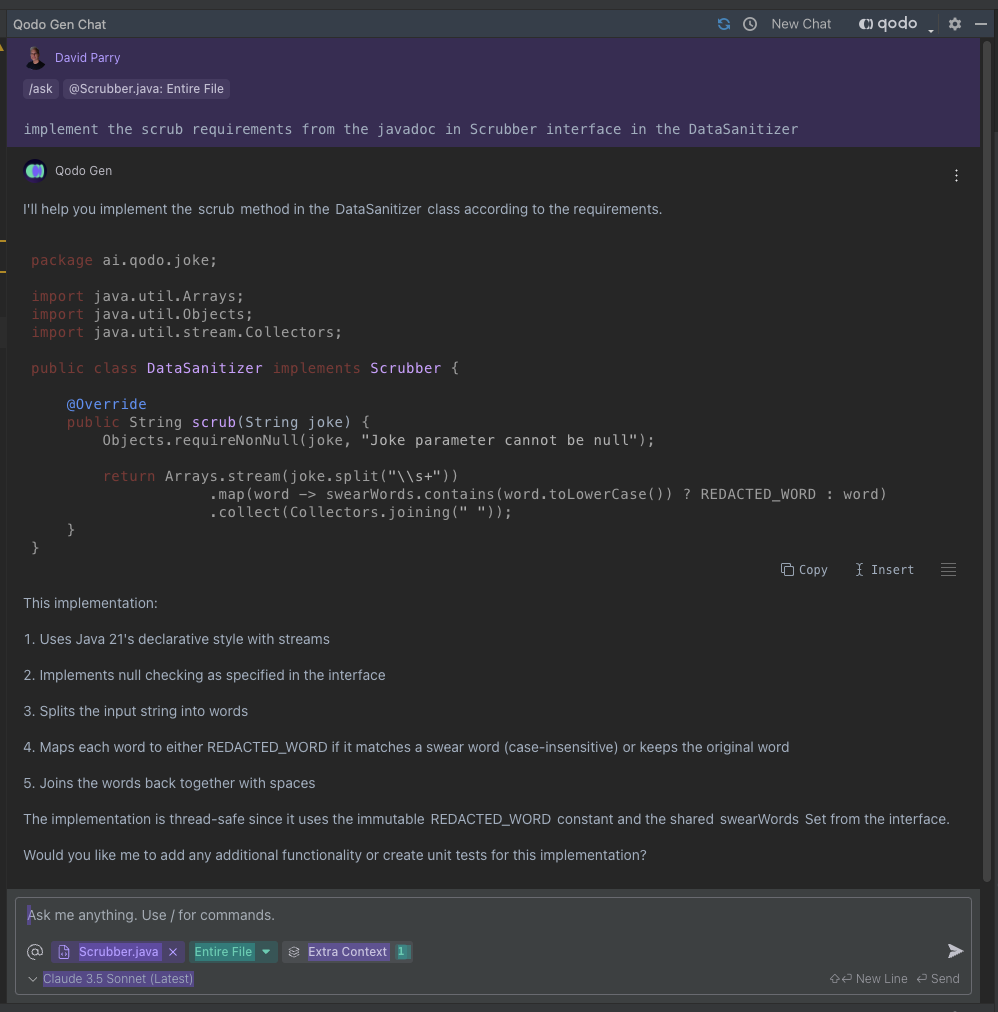 Qodo Gen Chat New Chat qodo
David Parry
/ask @Scrubber.java: Entire File
implement the scrub requirements from the javadoc in Scrubber interface in the DataSanitizer
Qodo Gen
I'll help you implement the scrub method in the DataSanitizer class according to the requirements.
package ai.qodo.joke;
import java.util.Arrays;
import java.util.Objects;
import java.util.stream.Collectors;
public class DataSanitizer implements Scrubber {
@Override
public String scrub(String joke) {
Objects.requireNonNull(joke, "Joke parameter cannot be null");
return Arrays.stream(joke.split("\\s+"))
.map(word -> swearWords.contains(word.toLowerCase()) ? REDACTED_WORD : word)
.collect(Collectors.joining(" "));
}
}
Copy Insert
This implementation:
1. Uses Java 21's declarative style with streams
2. Implements null checking as specified in the interface
3. Splits the input string into words
4. Maps each word to either REDACTED_WORD if it matches a swear word (case-insensitive) or keeps the original word
5. Joins the words back together with spaces
The implementation is thread-safe since it uses the immutable REDACTED_WORD constant and the shared swearWords Set from the interface.
Would you like me to add any additional functionality or create unit tests for this implementation?
Ask me anything. Use / for commands.
@ Scrubber.java × Entire File Extra Context 1
Claude 3.5 Sonnet (Latest) ⇧⏎ New Line ⏎ Send